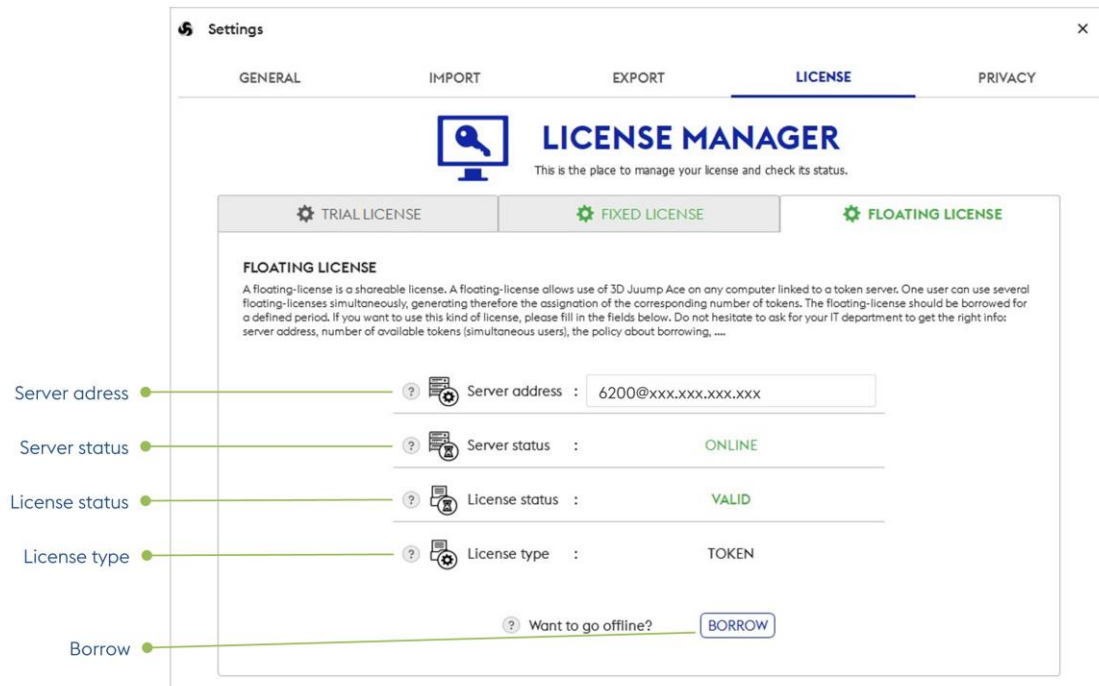 Settings ×
GENERAL IMPORT EXPORT LICENSE PRIVACY
LICENSE MANAGER
This is the place to manage your license and check its status.
TRIAL LICENSE FIXED LICENSE FLOATING LICENSE
FLOATING LICENSE
A floating-license is a shareable license. A floating-license allows use of 3D Juump Ace on any computer linked to a token server. One user can use several
floating-licenses simultaneously, generating therefore the assignation of the corresponding number of tokens. The floating-license should be borrowed for
a defined period. If you want to use this kind of license, please fill in the fields below. Do not hesitate to ask for your IT department to get the right info:
server address, number of available tokens (simultaneous users), the policy about borrowing, ....
Server adress ? Server address : 6200@xxx.xxx.xxx.xxx
Server status ? Server status : ONLINE
License status ? License status : VALID
License type ? License type : TOKEN
? Want to go offline? BORROW
Borrow